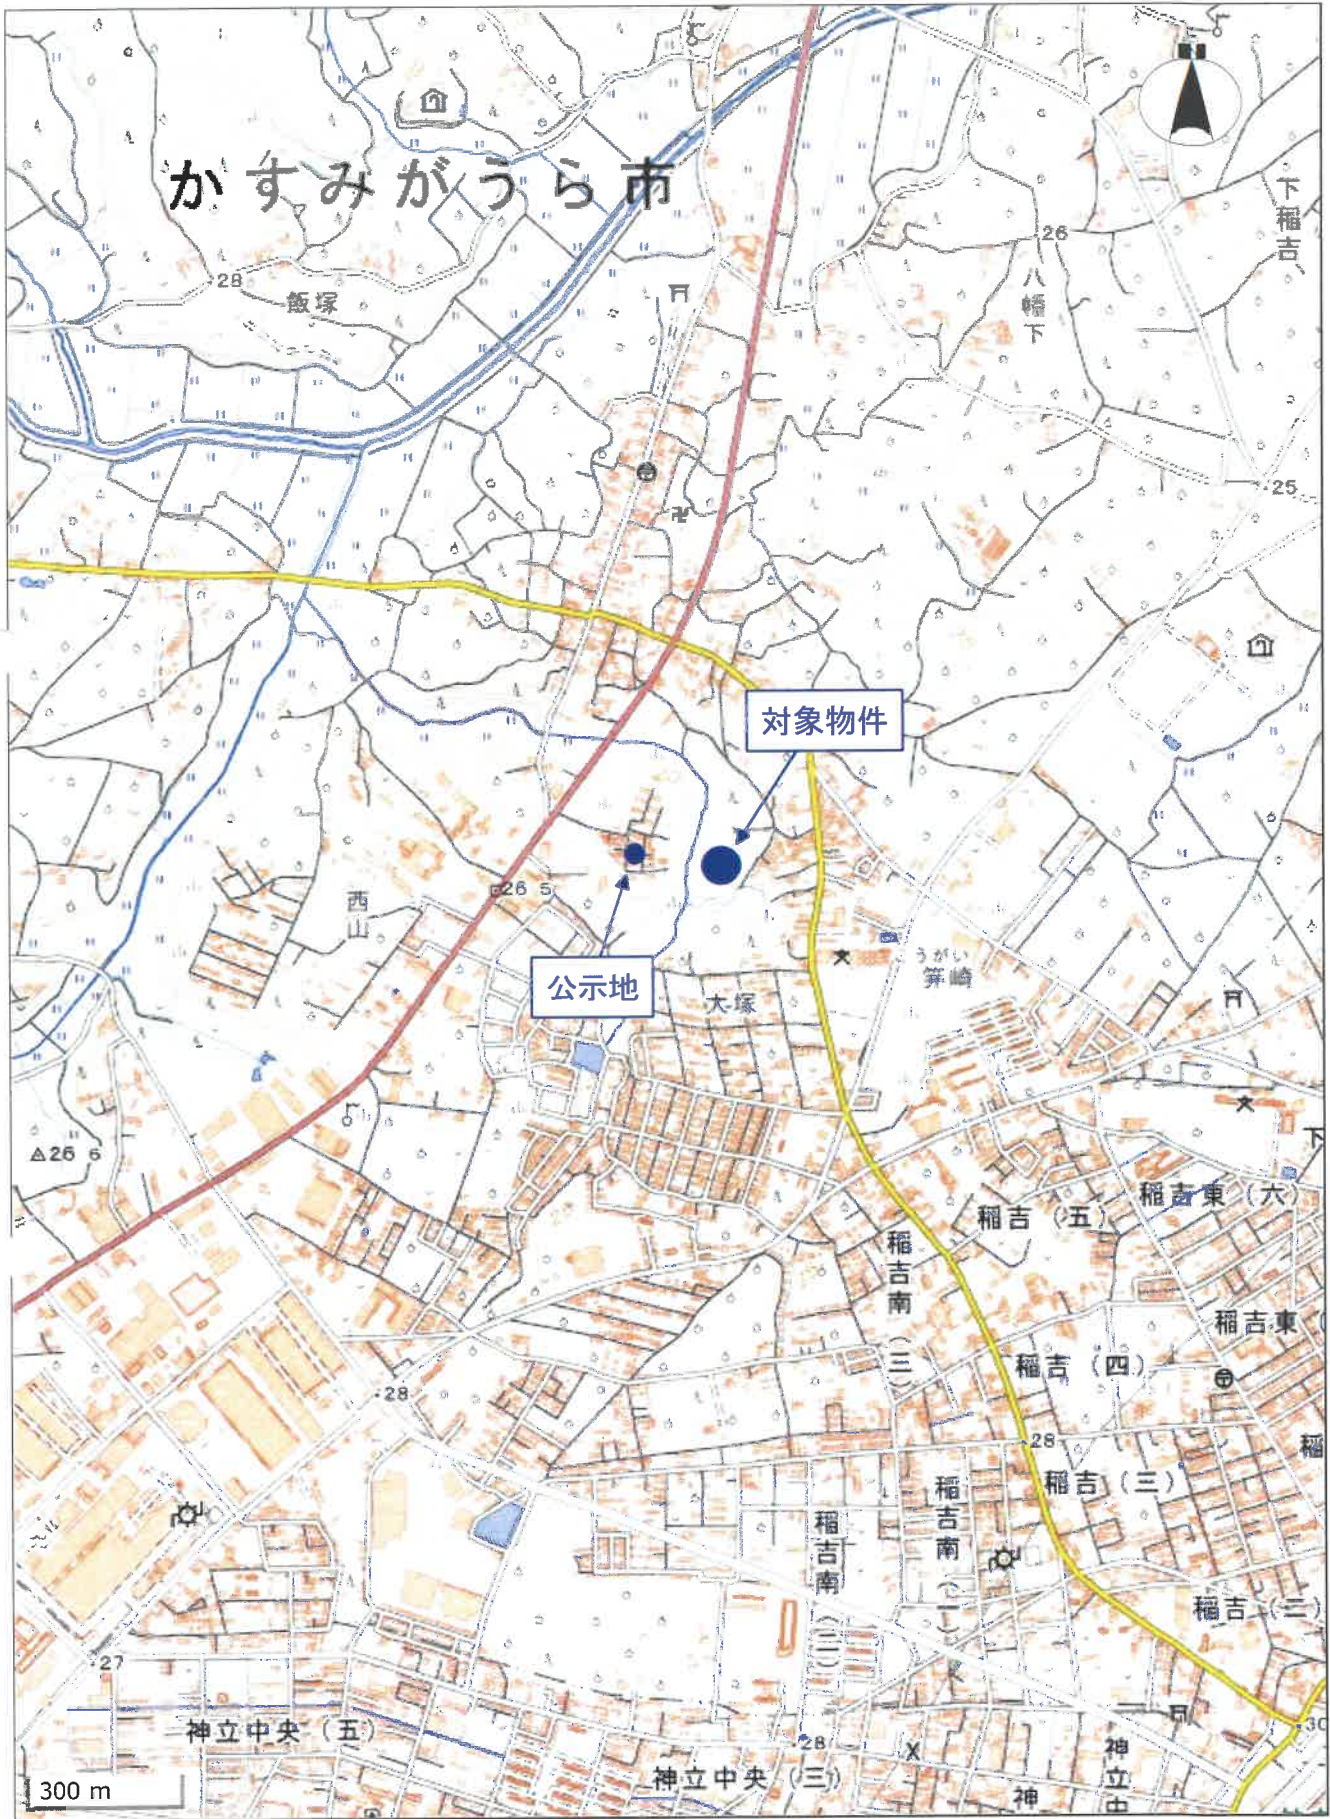 かすみがうら市
下稲吉
26
八幡下
28
飯塚
25
対象物件
26 5
西山
公示地
うがい
笄崎
大塚
26 6
下
稲吉東（六）
稲吉（五）
稲吉南（三）
稲吉東
稲吉（四）
28
28
稲
稲吉（三）
稲吉南（一）
稲吉南（二）
稲吉（二）
27
神立中央（五）
28
30
神立中央（三）
神立中
神
300 m